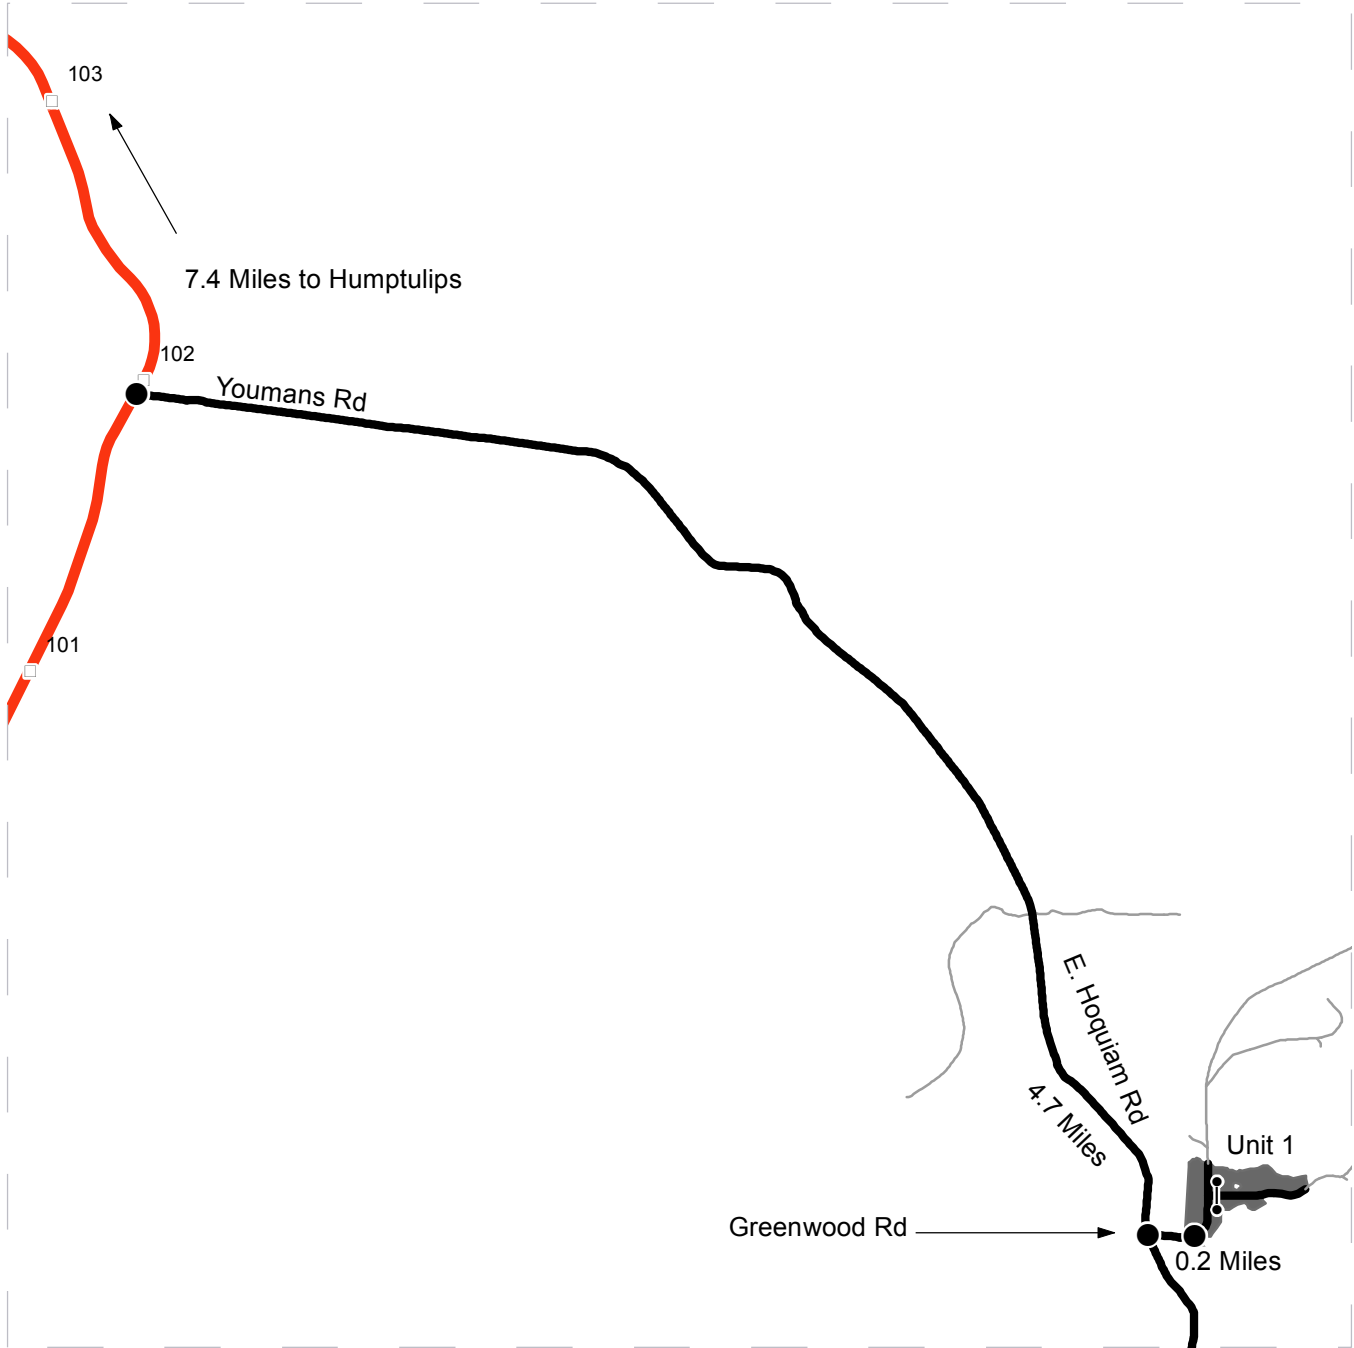 103
7.4 Miles to Humptulips
102
Youmans Rd
101
E. Hoquiam Rd
4.7 Miles
Unit 1
Greenwood Rd
0.2 Miles